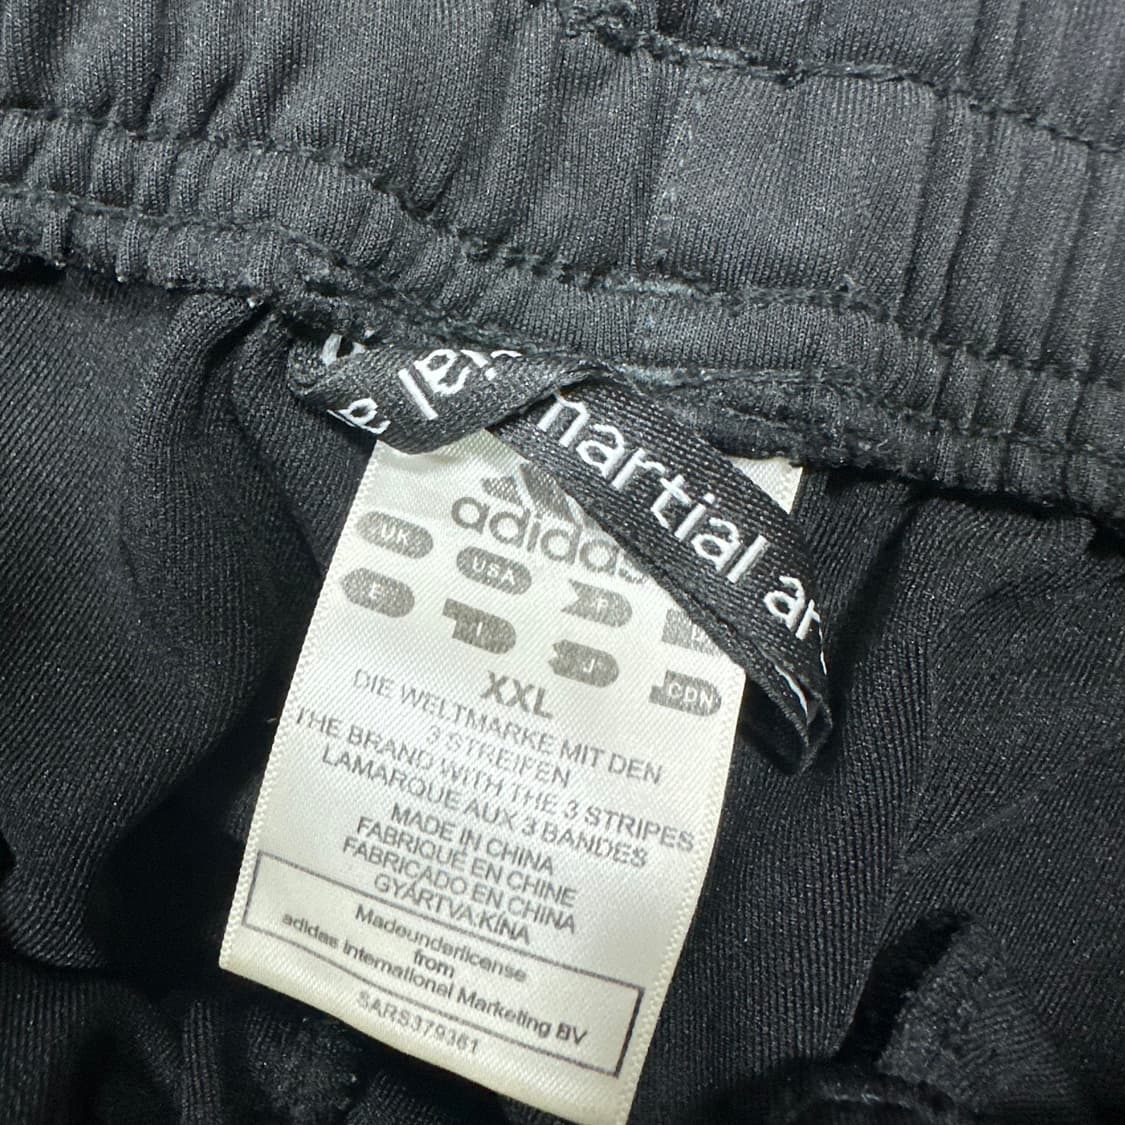 martial
adidas
UK
USA
F
E
I
J
CDN
XXL
DIE WELTMARKE MIT DEN
3 STREIFEN
THE BRAND WITH THE 3 STRIPES
LAMARQUE AUX 3 BANDES
MADE IN CHINA
FABRIQUÉ EN CHINE
FABRICADO EN CHINA
GYÁRTVA:KÍNA
Madeunderlicense
from
adidas International Marketing BV
SARS379361